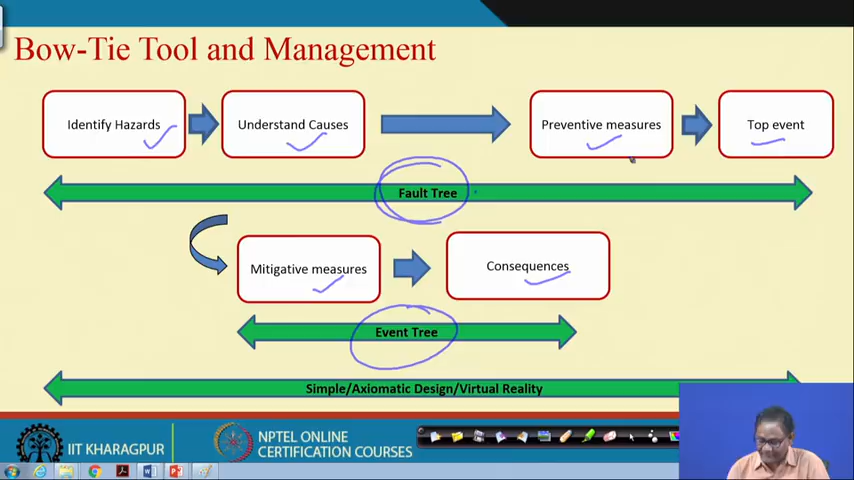 Bow-Tie Tool and Management
Identify Hazards
Understand Causes
Preventive measures
Top event
Fault Tree
Mitigative measures
Consequences
Event Tree
Simple/Axiomatic Design/Virtual Reality
IIT KHARAGPUR
NPTEL ONLINE
CERTIFICATION COURSES